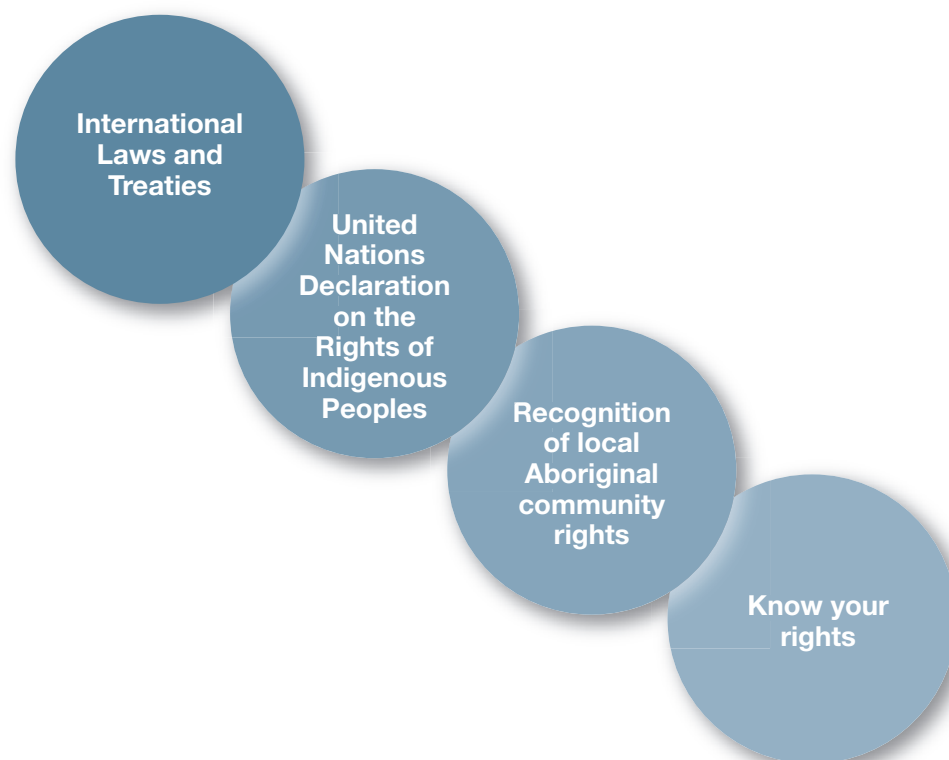 International
Laws and
Treaties
United
Nations
Declaration
on the
Rights of
Indigenous
Peoples
Recognition
of local
Aboriginal
community
rights
Know your
rights